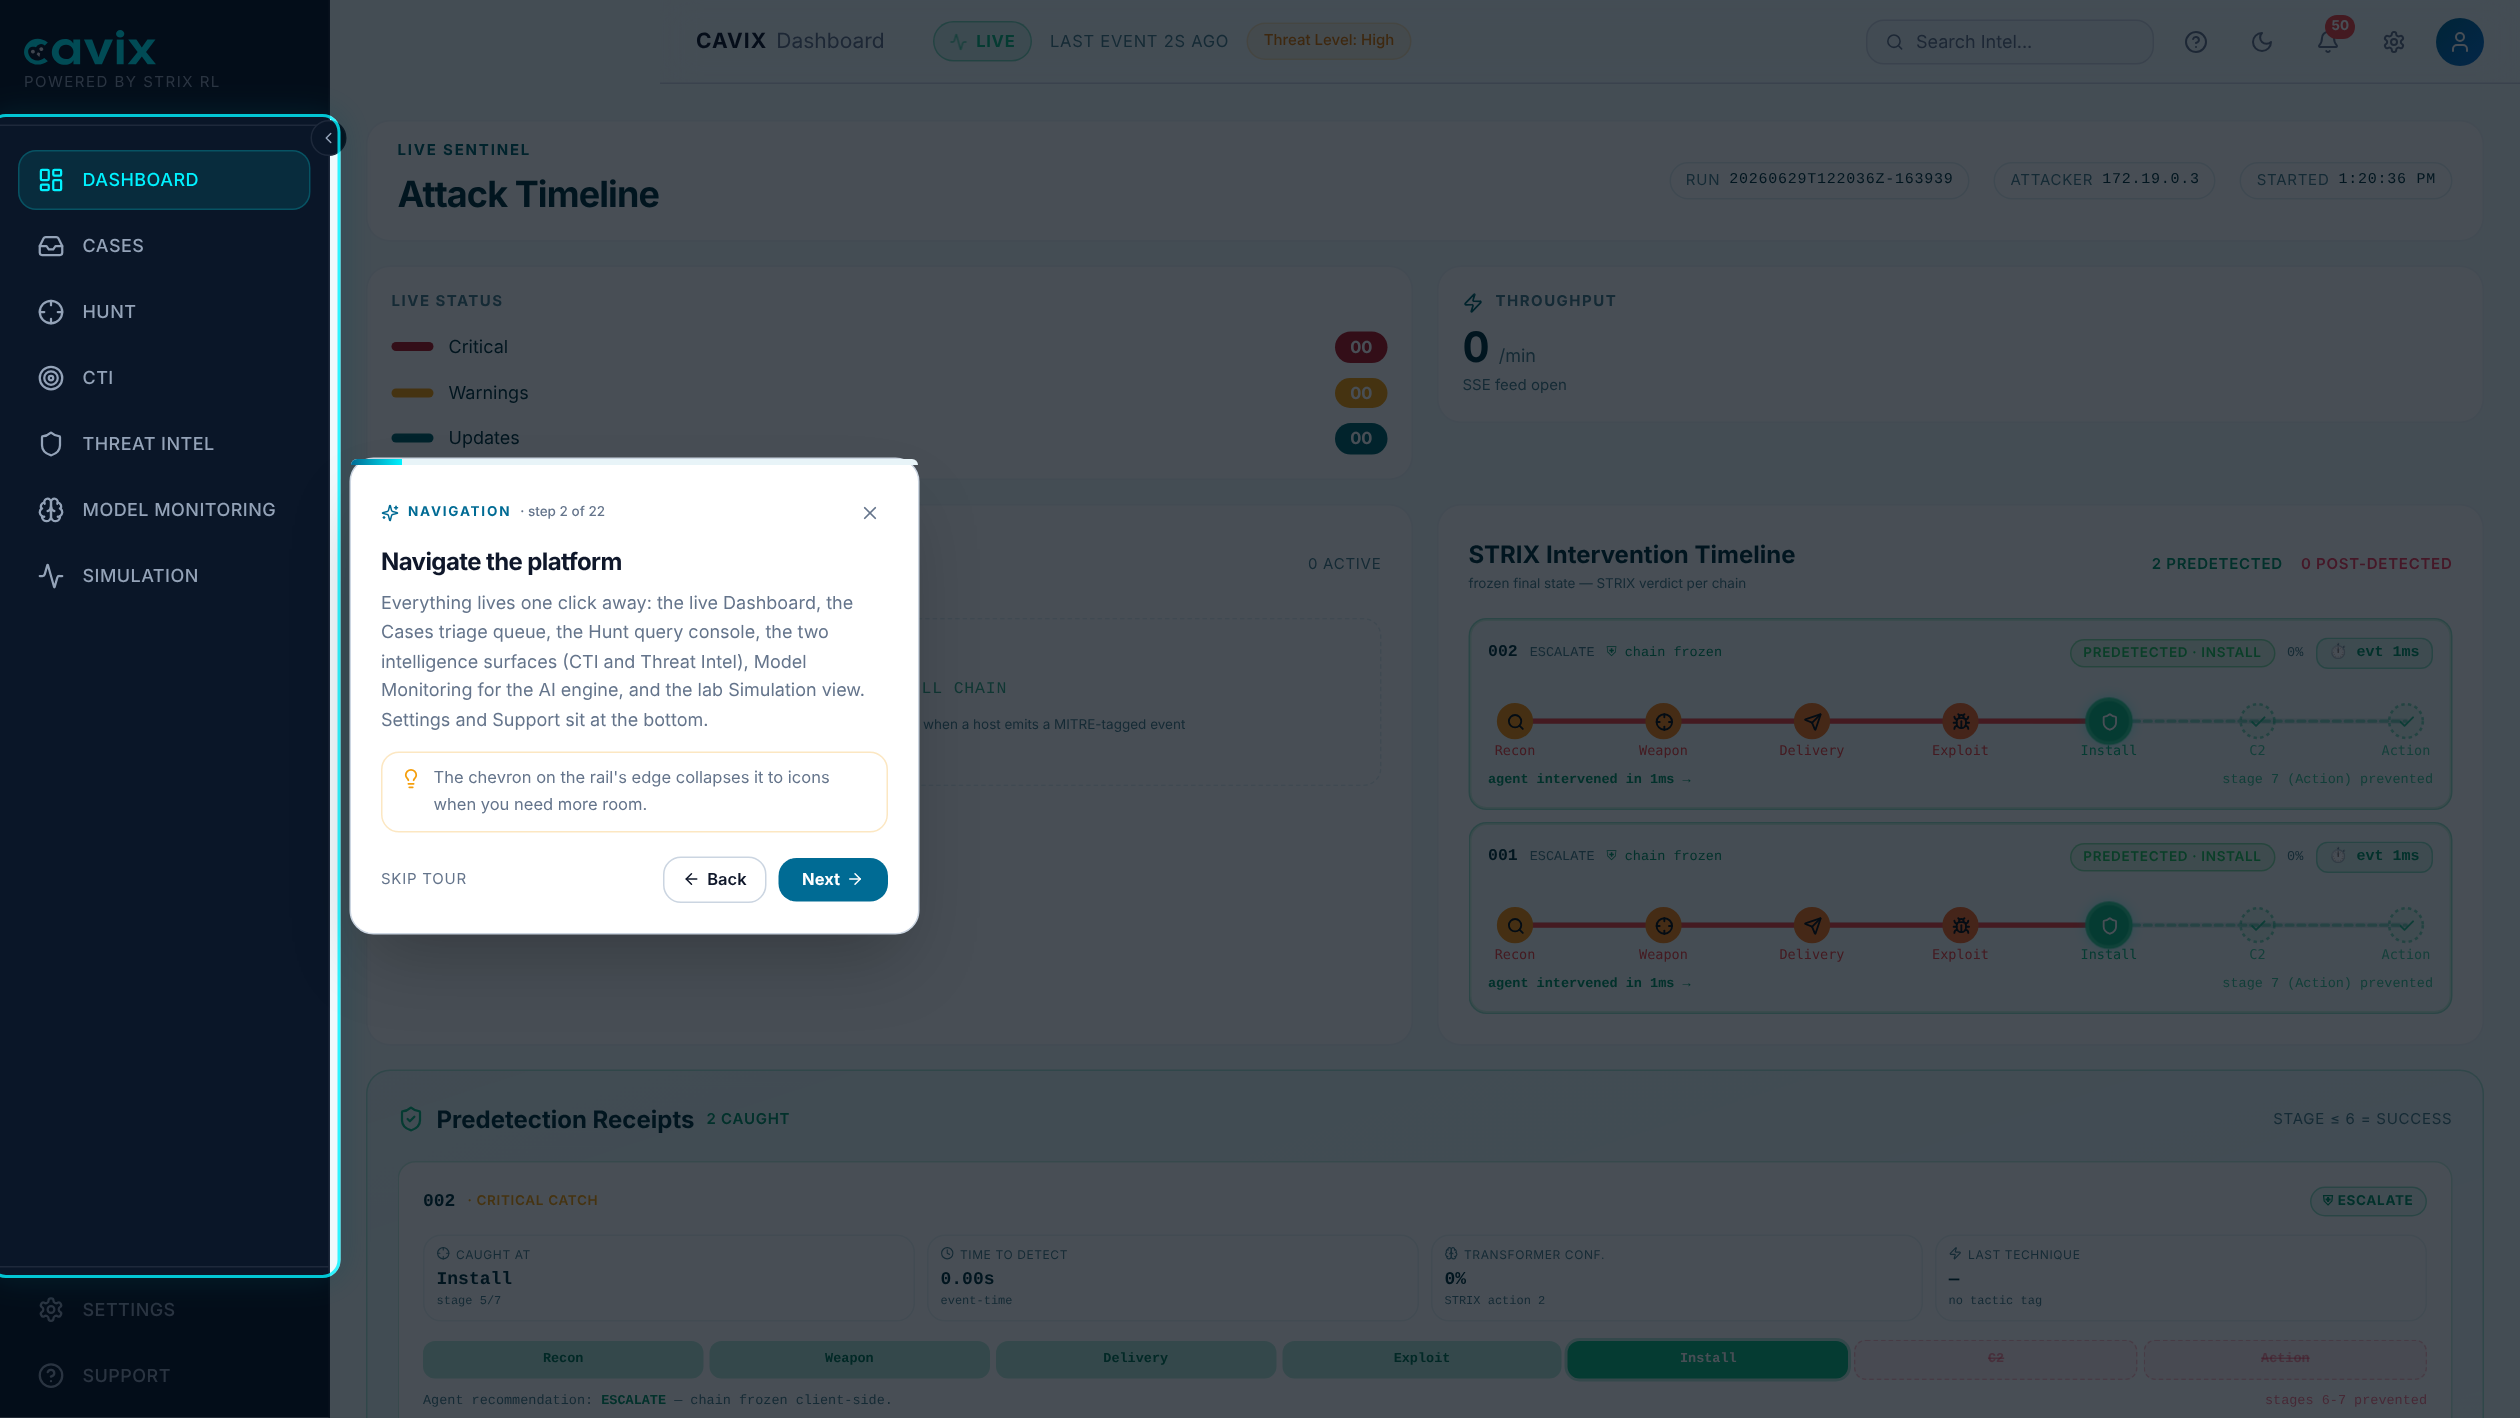 cavix
POWERED BY STRIX RL
DASHBOARD
CASES
HUNT
CTI
THREAT INTEL
MODEL MONITORING
SIMULATION
SETTINGS
SUPPORT
CAVIX Dashboard
LIVE
LAST EVENT 2S AGO
Threat Level: High
Search Intel...
50
LIVE SENTINEL
Attack Timeline
RUN 20260629T122036Z-163939
ATTACKER 172.19.0.3
STARTED 1:20:36 PM
LIVE STATUS
Critical 00
Warnings 00
Updates 00
THROUGHPUT
0 /min
SSE feed open
NAVIGATION · step 2 of 22
Navigate the platform
Everything lives one click away: the live Dashboard, the
Cases triage queue, the Hunt query console, the two
intelligence surfaces (CTI and Threat Intel), Model
Monitoring for the AI engine, and the lab Simulation view.
Settings and Support sit at the bottom.
The chevron on the rail's edge collapses it to icons
when you need more room.
SKIP TOUR
← Back
Next →
0 ACTIVE
LL CHAIN
when a host emits a MITRE-tagged event
STRIX Intervention Timeline
frozen final state — STRIX verdict per chain
2 PREDETECTED 0 POST-DETECTED
002 ESCALATE chain frozen
PREDETECTED · INSTALL 0% evt 1ms
Recon Weapon Delivery Exploit Install C2 Action
agent intervened in 1ms →
stage 7 (Action) prevented
001 ESCALATE chain frozen
PREDETECTED · INSTALL 0% evt 1ms
Recon Weapon Delivery Exploit Install C2 Action
agent intervened in 1ms →
stage 7 (Action) prevented
Predetection Receipts 2 CAUGHT
STAGE ≤ 6 = SUCCESS
002 · CRITICAL CATCH
ESCALATE
CAUGHT AT
Install
stage 5/7
TIME TO DETECT
0.00s
event-time
TRANSFORMER CONF.
0%
STRIX action 2
LAST TECHNIQUE
—
no tactic tag
Recon Weapon Delivery Exploit Install C2 Action
Agent recommendation: ESCALATE — chain frozen client-side.
stages 6-7 prevented